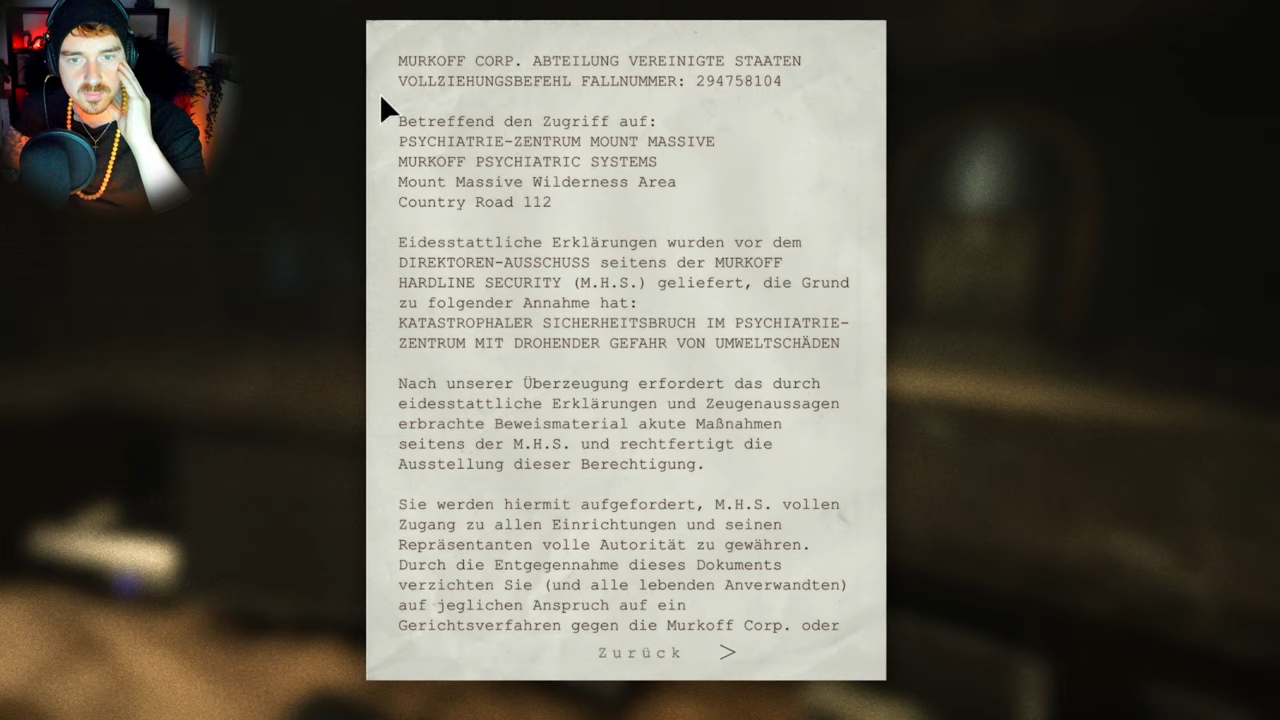 MURKOFF CORP. ABTEILUNG VEREINIGTE STAATEN
VOLLZIEHUNGSBEFEHL FALLNUMMER: 294758104
Betreffend den Zugriff auf:
PSYCHIATRIE-ZENTRUM MOUNT MASSIVE
MURKOFF PSYCHIATRIC SYSTEMS
Mount Massive Wilderness Area
Country Road 112
Eidesstattliche Erklärungen wurden vor dem
DIREKTOREN-AUSSCHUSS seitens der MURKOFF
HARDLINE SECURITY (M.H.S.) geliefert, die Grund
zu folgender Annahme hat:
KATASTROPHALER SICHERHEITSBRUCH IM PSYCHIATRIE-
ZENTRUM MIT DROHENDER GEFAHR VON UMWELTSCHÄDEN
Nach unserer Überzeugung erfordert das durch
eidesstattliche Erklärungen und Zeugenaussagen
erbrachte Beweismaterial akute Maßnahmen
seitens der M.H.S. und rechtfertigt die
Ausstellung dieser Berechtigung.
Sie werden hiermit aufgefordert, M.H.S. vollen
Zugang zu allen Einrichtungen und seinen
Repräsentanten volle Autorität zu gewähren.
Durch die Entgegennahme dieses Dokuments
verzichten Sie (und alle lebenden Anverwandten)
auf jeglichen Anspruch auf ein
Gerichtsverfahren gegen die Murkoff Corp. oder
Zurück >